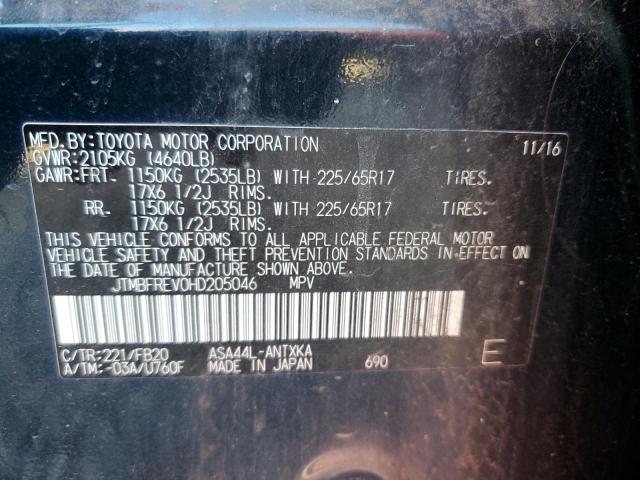 MFD.BY:TOYOTA MOTOR CORPORATION 11/16
GVWR:2105KG (4640LB)
GAWR:FRT. 1150KG (2535LB) WITH 225/65R17 TIRES.
17X6 1/2J RIMS.
RR. 1150KG (2535LB) WITH 225/65R17 TIRES.
17X6 1/2J RIMS.
THIS VEHICLE CONFORMS TO ALL APPLICABLE FEDERAL MOTOR
VEHICLE SAFETY, BUMPER, AND THEFT PREVENTION STANDARDS IN EFFECT ON
THE DATE OF MANUFACTURE SHOWN ABOVE.
JTMBFREV0HD205046 MPV
C/TR:221/FB20 ASA44L-ANTXKA
A/TM:-03A/U760F MADE IN JAPAN 690 E